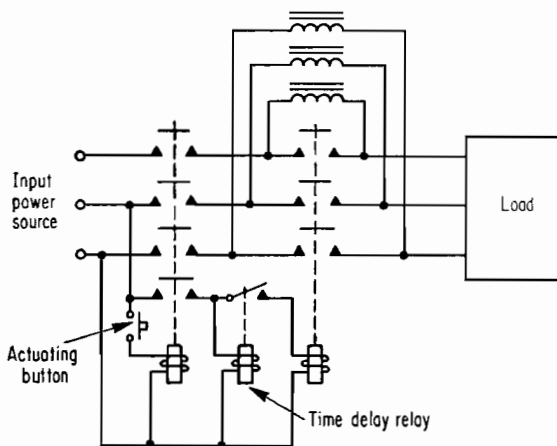 Input
power
source
Load
Actuating
button
Time delay relay